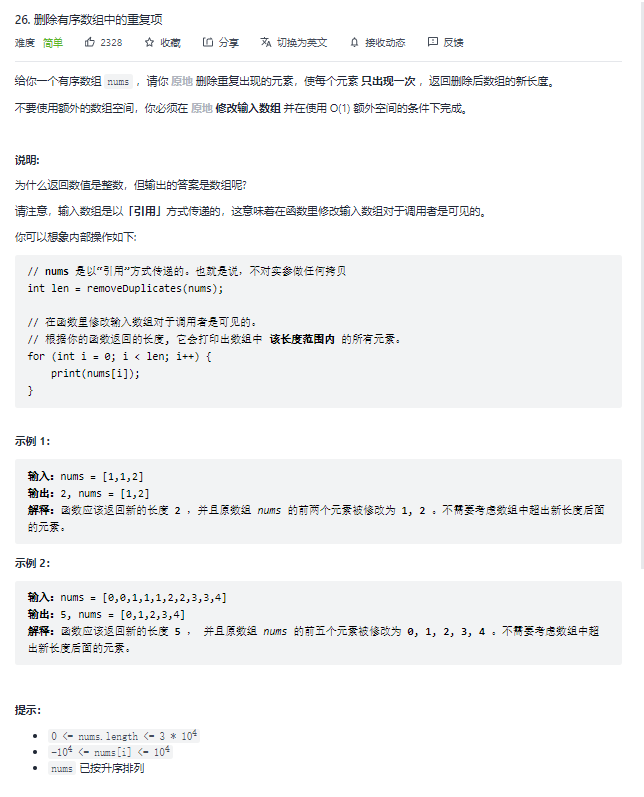 26. 删除有序数组中的重复项
难度 简单 2328 收藏 分享 切换为英文 接收动态 反馈
给你一个有序数组 nums ，请你 原地 删除重复出现的元素，使每个元素 只出现一次 ，返回删除后数组的新长度。
不要使用额外的数组空间，你必须在 原地 修改输入数组 并在使用 O(1) 额外空间的条件下完成。
说明:
为什么返回数值是整数，但输出的答案是数组呢?
请注意，输入数组是以「引用」方式传递的，这意味着在函数里修改输入数组对于调用者是可见的。
你可以想象内部操作如下:
// nums 是以“引用”方式传递的。也就是说，不对实参做任何拷贝
int len = removeDuplicates(nums);
// 在函数里修改输入数组对于调用者是可见的。
// 根据你的函数返回的长度, 它会打印出数组中 该长度范围内 的所有元素。
for (int i = 0; i < len; i++) {
    print(nums[i]);
}
示例 1：
输入：nums = [1,1,2]
输出：2, nums = [1,2]
解释：函数应该返回新的长度 2 ，并且原数组 nums 的前两个元素被修改为 1, 2 。不需要考虑数组中超出新长度后面
的元素。
示例 2：
输入：nums = [0,0,1,1,1,2,2,3,3,4]
输出：5, nums = [0,1,2,3,4]
解释：函数应该返回新的长度 5 ， 并且原数组 nums 的前五个元素被修改为 0, 1, 2, 3, 4 。不需要考虑数组中超
出新长度后面的元素。
提示：
• 0 <= nums.length <= 3 * 10⁴
• -10⁴ <= nums[i] <= 10⁴
• nums 已按升序排列